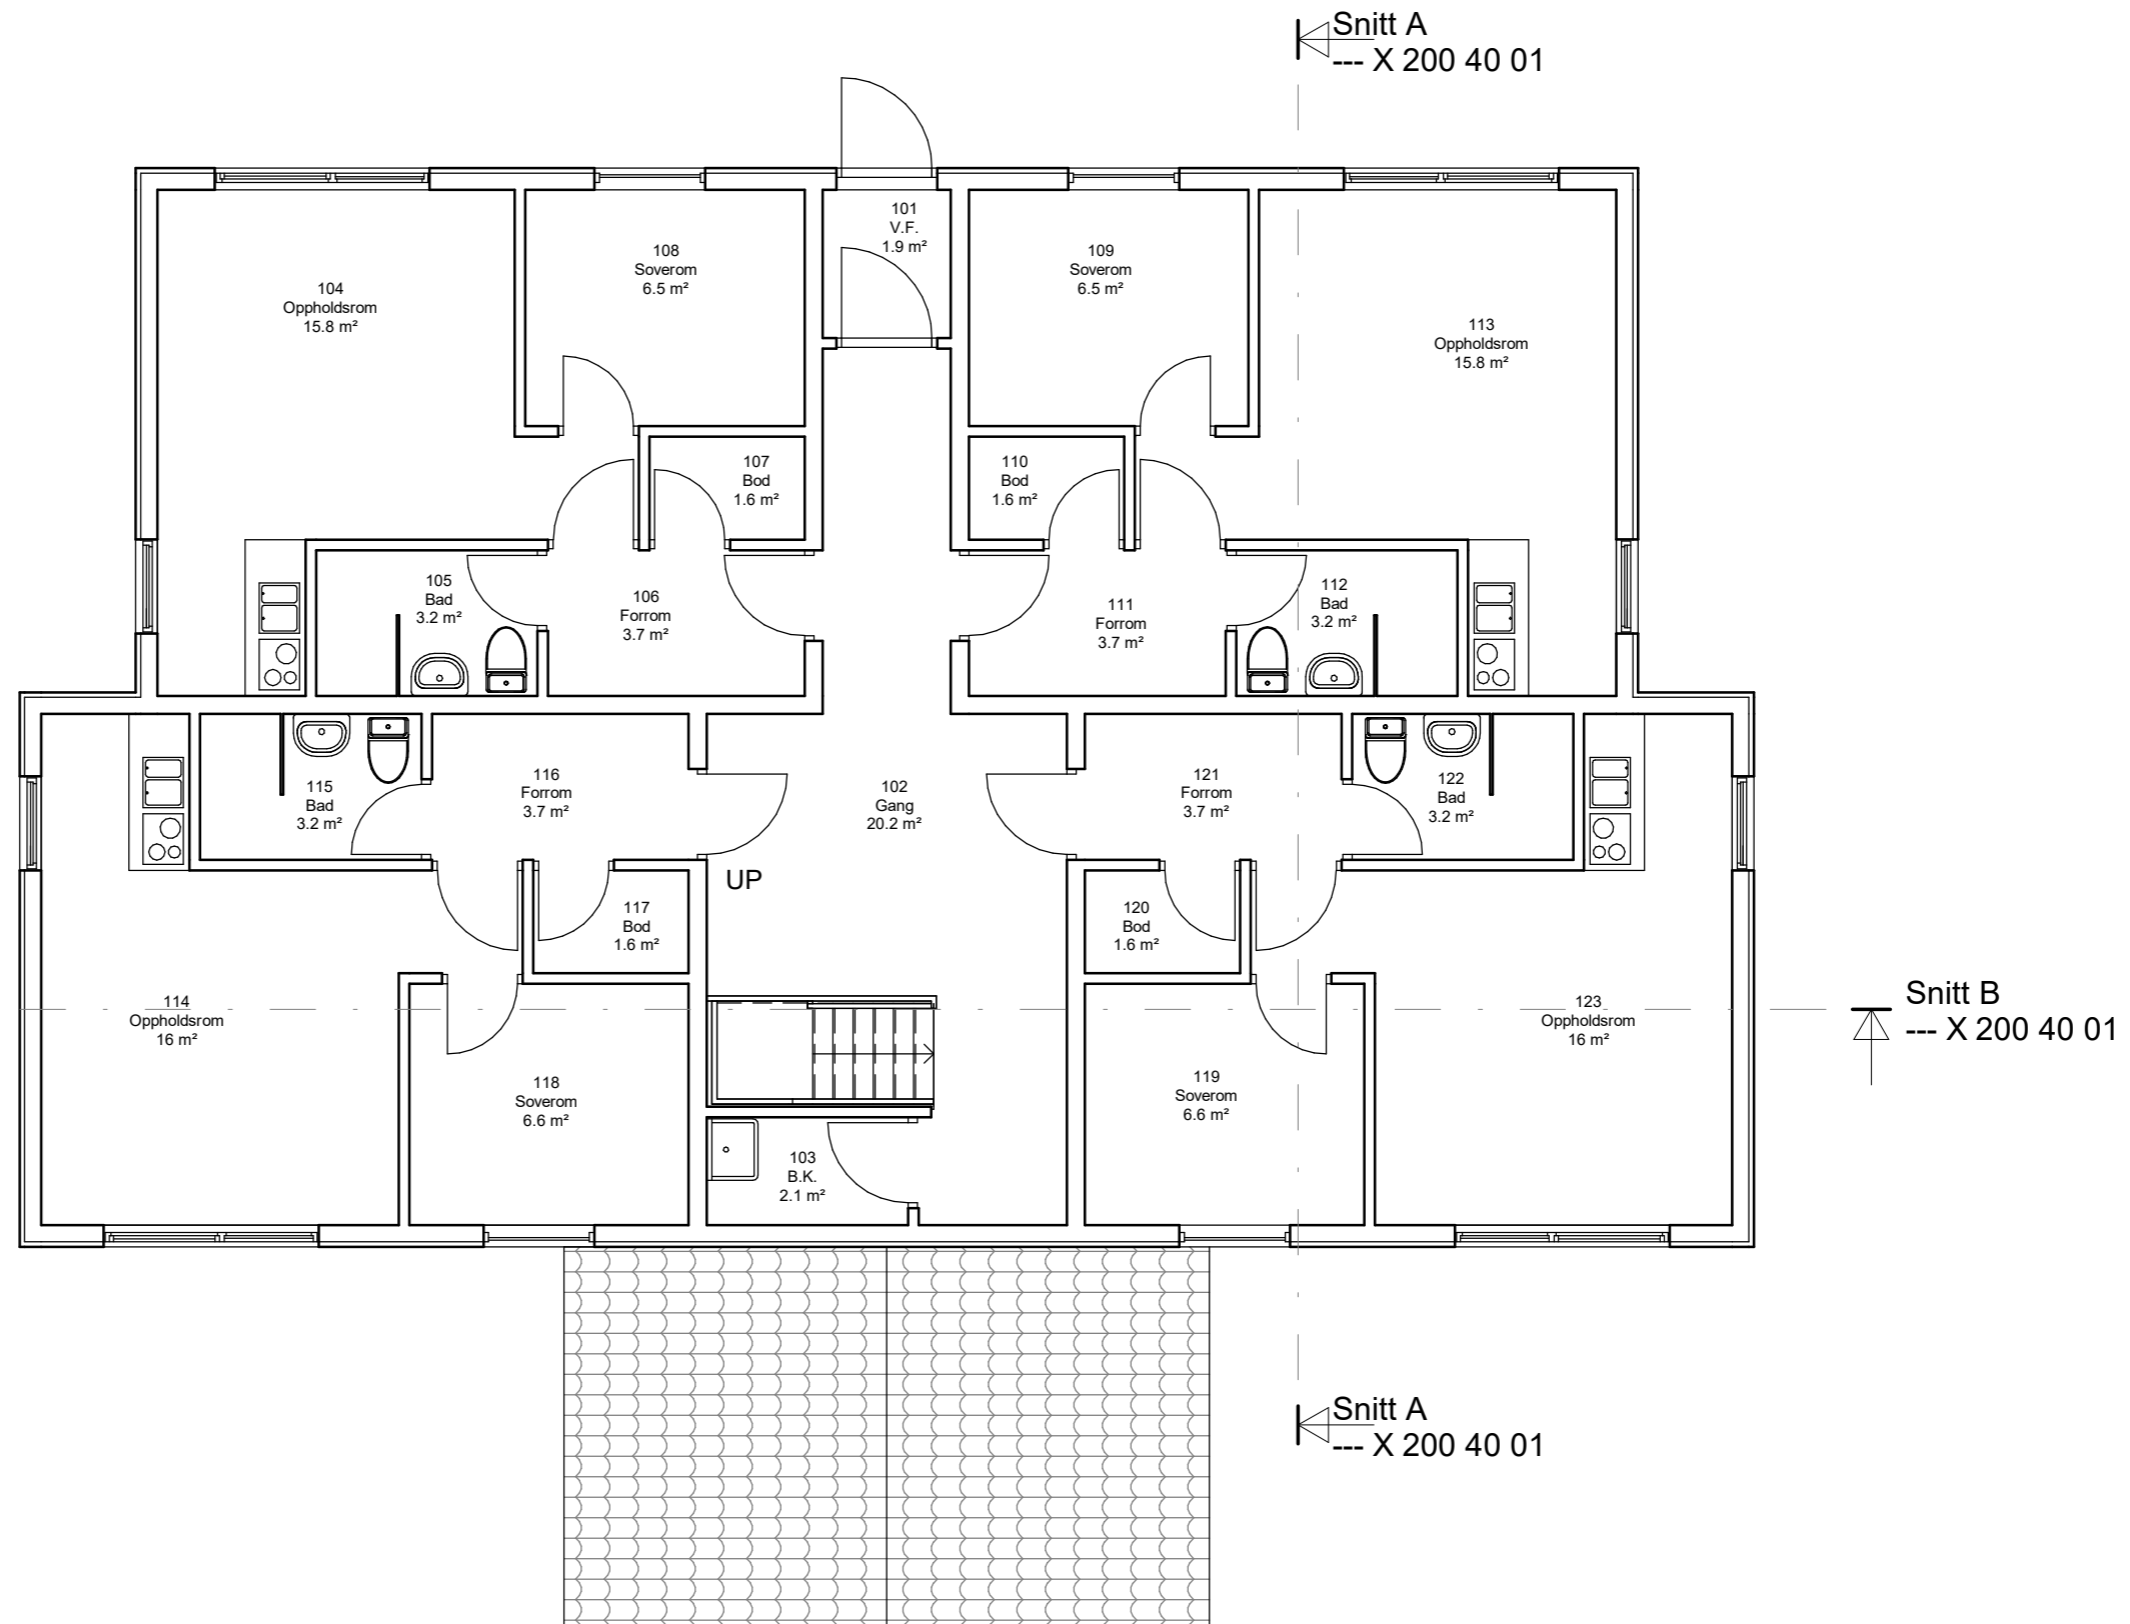 Snitt A
--- X 200 40 01
101
V.F.
1.9 m²
108
Soverom
6.5 m²
109
Soverom
6.5 m²
104
Oppholdsrom
15.8 m²
113
Oppholdsrom
15.8 m²
107
Bod
1.6 m²
110
Bod
1.6 m²
105
Bad
3.2 m²
106
Forrom
3.7 m²
111
Forrom
3.7 m²
112
Bad
3.2 m²
115
Bad
3.2 m²
116
Forrom
3.7 m²
102
Gang
20.2 m²
121
Forrom
3.7 m²
122
Bad
3.2 m²
UP
117
Bod
1.6 m²
120
Bod
1.6 m²
114
Oppholdsrom
16 m²
123
Oppholdsrom
16 m²
Snitt B
--- X 200 40 01
118
Soverom
6.6 m²
119
Soverom
6.6 m²
103
B.K.
2.1 m²
Snitt A
--- X 200 40 01